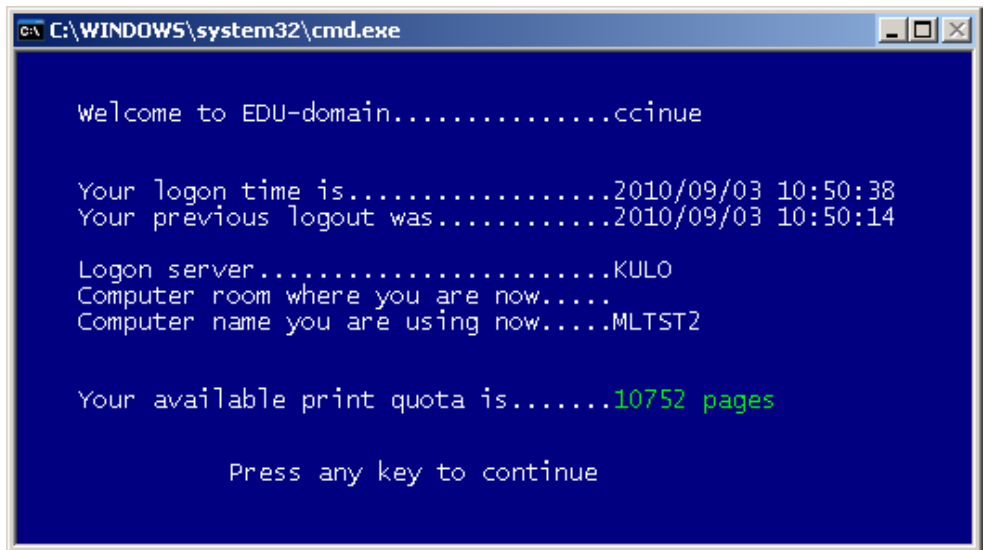 C:\WINDOWS\system32\cmd.exe
Welcome to EDU-domain...............ccinue
Your logon time is..................2010/09/03 10:50:38
Your previous logout was............2010/09/03 10:50:14
Logon server........................KULO
Computer room where you are now.....
Computer name you are using now.....MLTST2
Your available print quota is.......10752 pages
Press any key to continue